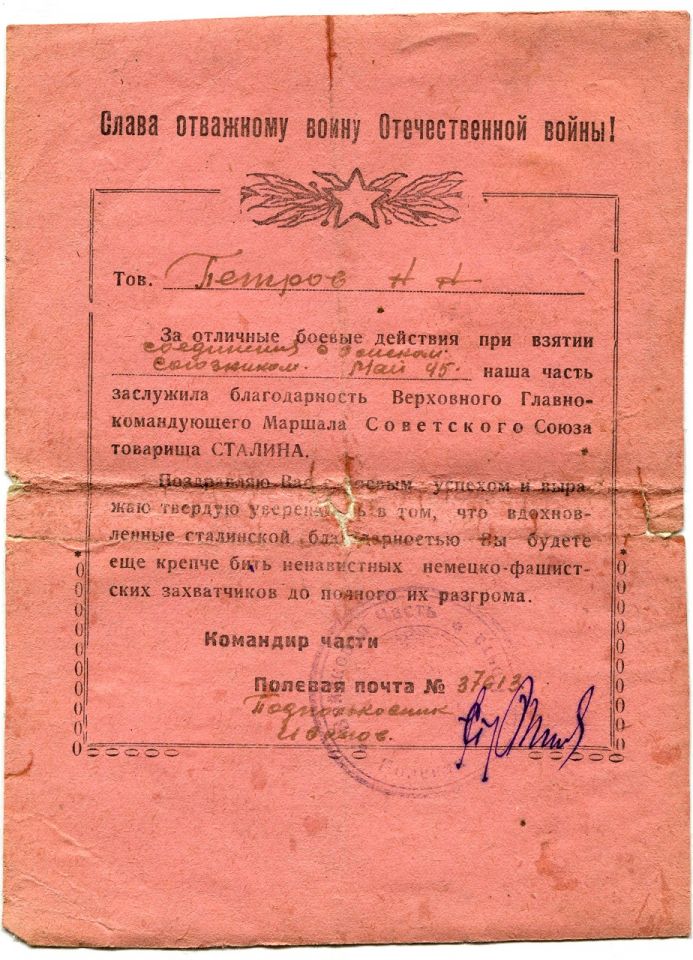 Слава отважному воину Отечественной войны!
Тов. Петров Н Н
За отличные боевые действия при взятии
соединения с войском
союзником. Май 45. наша часть
заслужила благодарность Верховного Главно-
командующего Маршала Советского Союза
товарища СТАЛИНА.
Поздравляю Вас с боевым успехом и выра-
жаю твердую уверенность в том, что вдохнов-
ленные сталинской благодарностью Вы будете
еще крепче бить ненавистных немецко-фашист-
ских захватчиков до полного их разгрома.
Командир части
Полевая почта № 37613
Подполковник
Иванов.
часть